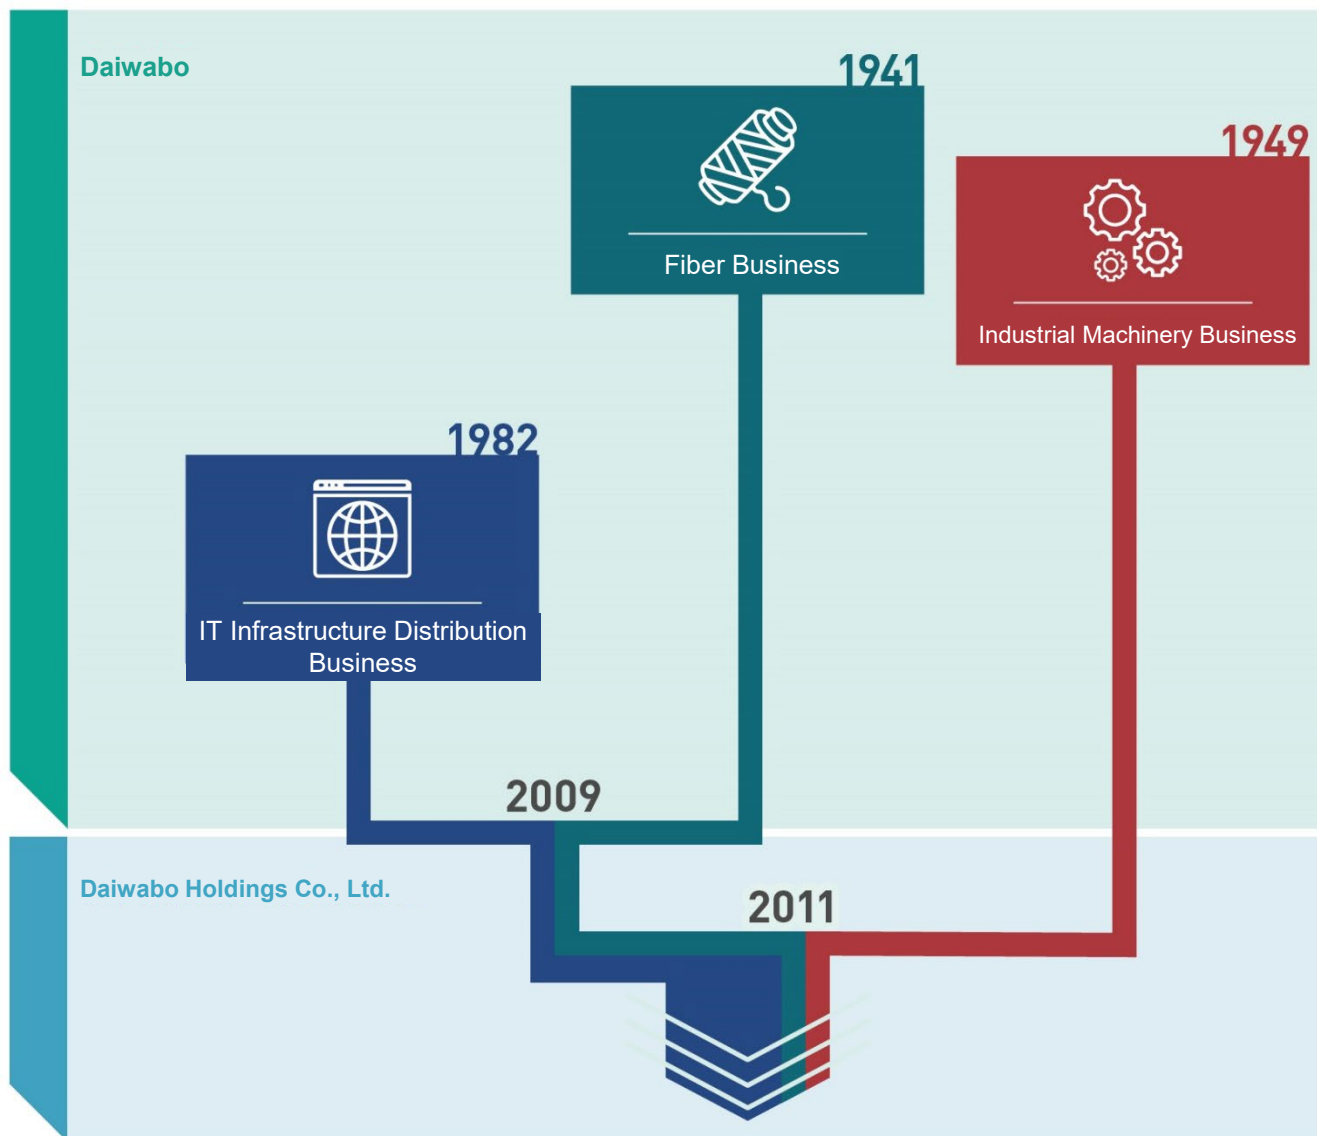 Daiwabo
1941
Fiber Business
1949
Industrial Machinery Business
1982
IT Infrastructure Distribution
Business
2009
Daiwabo Holdings Co., Ltd.
2011